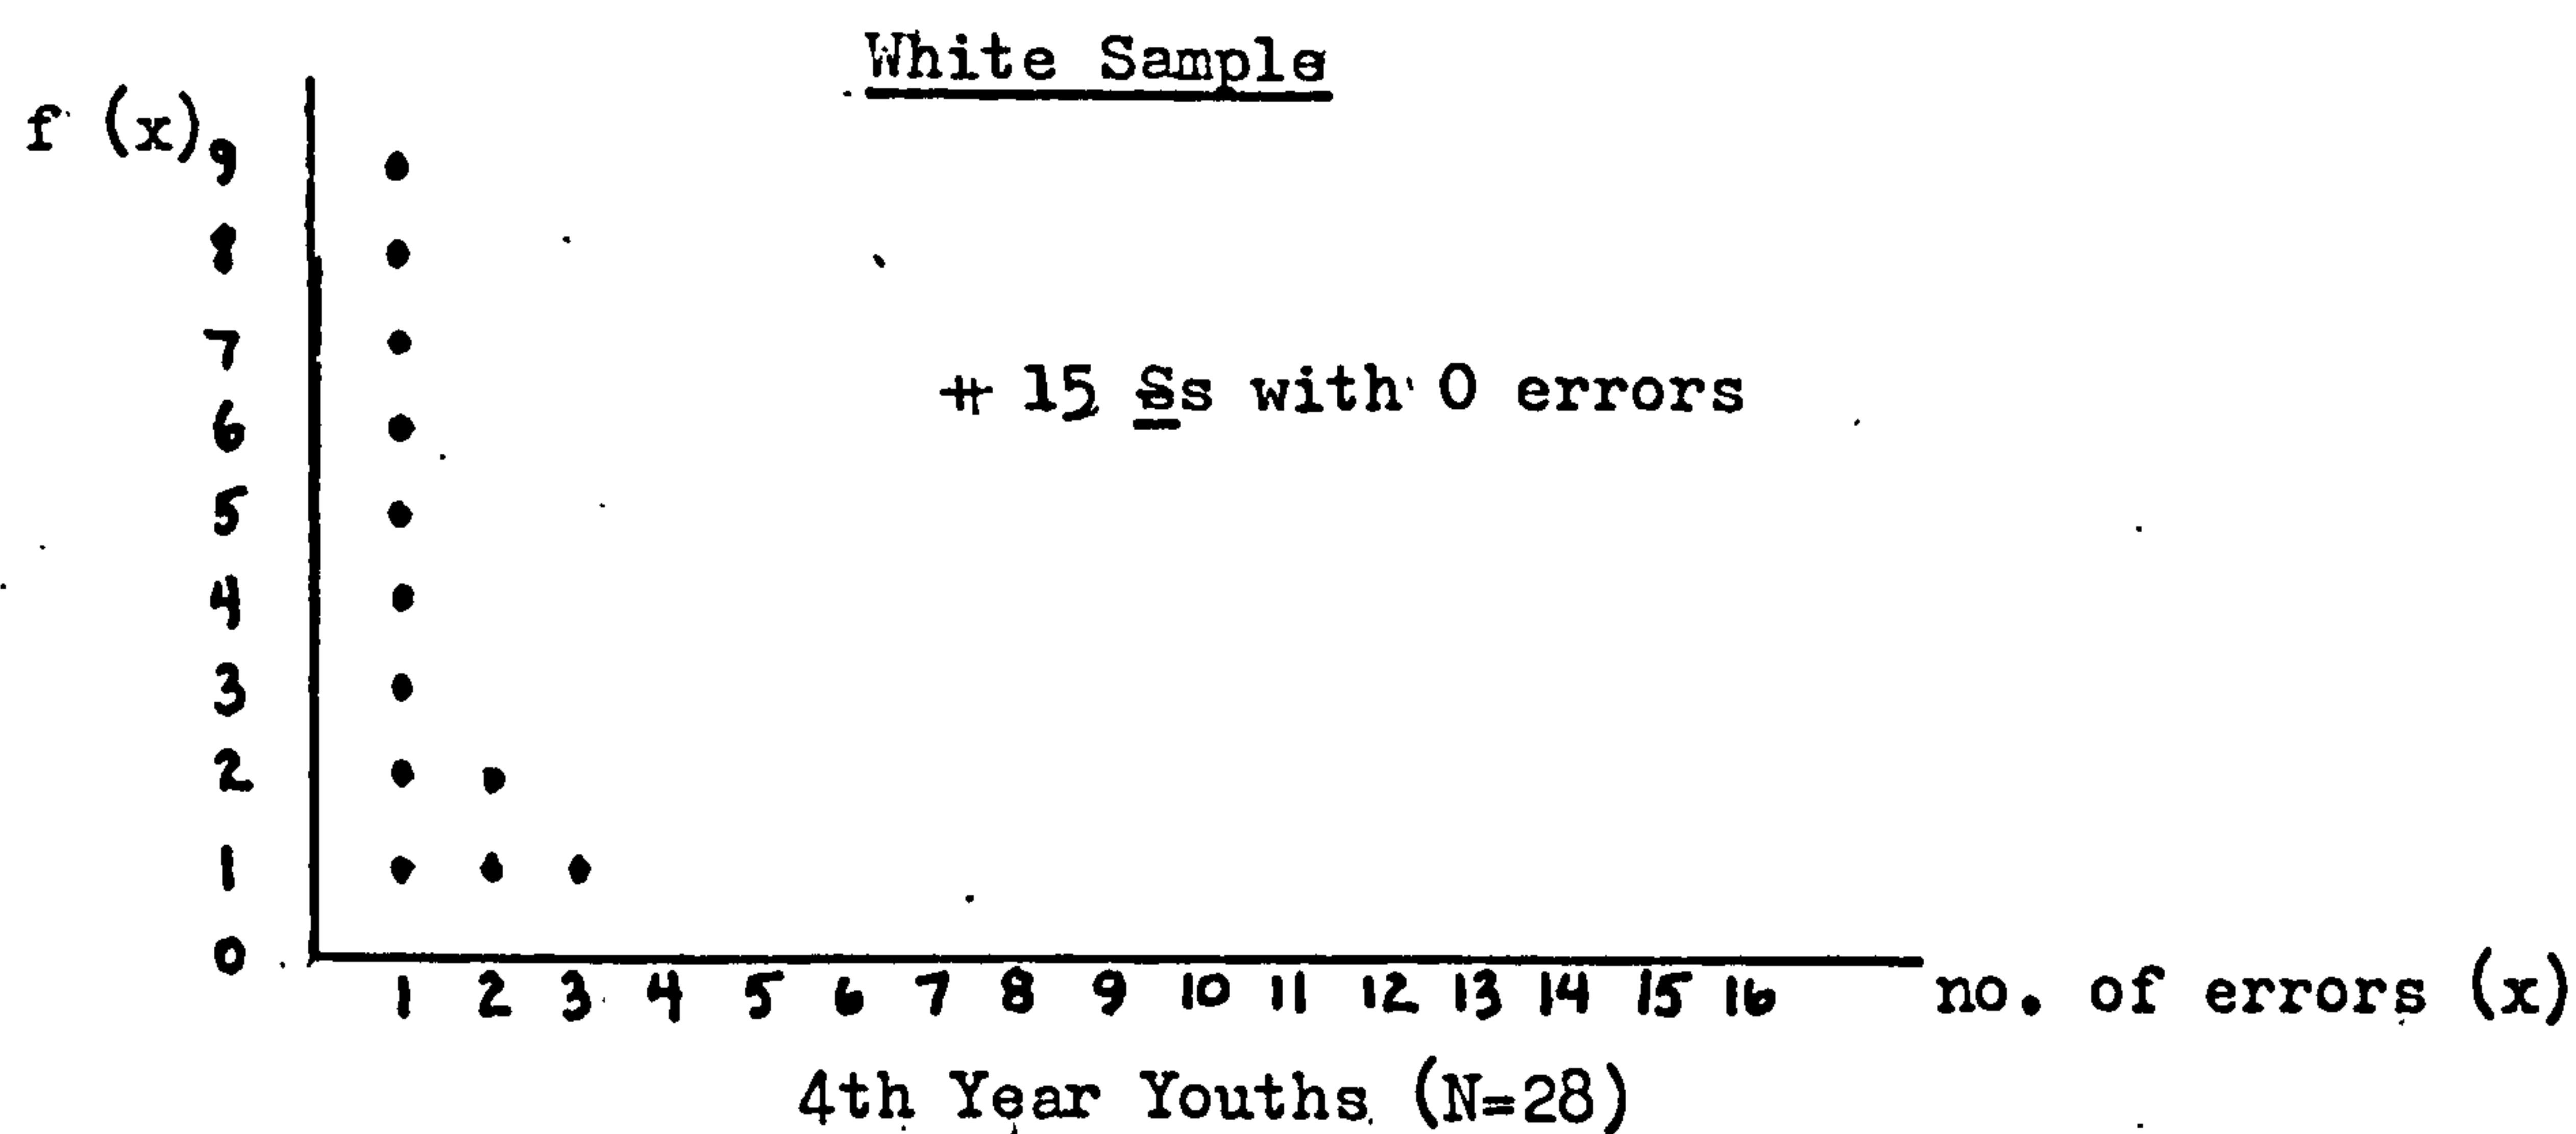 White Sample
f (x)
9
8
7
6
+ 15 Ss with 0 errors
5
4
3
2
1
0
1 2 3 4 5 6 7 8 9 10 11 12 13 14 15 16 no. of errors (x)
4th Year Youths (N=28)